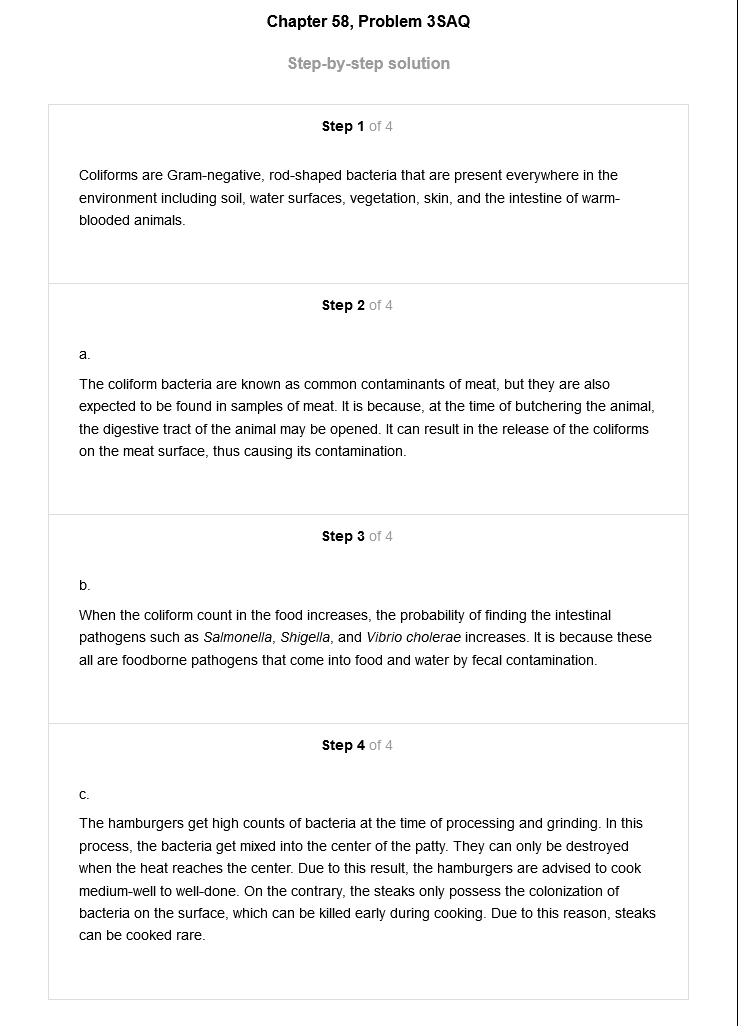 Chapter 58, Problem 3SAQ
Step-by-step solution
Step 1 of 4
Coliforms are Gram-negative, rod-shaped bacteria that are present everywhere in the
environment including soil, water surfaces, vegetation, skin, and the intestine of warm-
blooded animals.
Step 2 of 4
a.
The coliform bacteria are known as common contaminants of meat, but they are also
expected to be found in samples of meat. It is because, at the time of butchering the animal,
the digestive tract of the animal may be opened. It can result in the release of the coliforms
on the meat surface, thus causing its contamination.
Step 3 of 4
b.
When the coliform count in the food increases, the probability of finding the intestinal
pathogens such as Salmonella, Shigella, and Vibrio cholerae increases. It is because these
all are foodborne pathogens that come into food and water by fecal contamination.
Step 4 of 4
c.
The hamburgers get high counts of bacteria at the time of processing and grinding. In this
process, the bacteria get mixed into the center of the patty. They can only be destroyed
when the heat reaches the center. Due to this result, the hamburgers are advised to cook
medium-well to well-done. On the contrary, the steaks only possess the colonization of
bacteria on the surface, which can be killed early during cooking. Due to this reason, steaks
can be cooked rare.